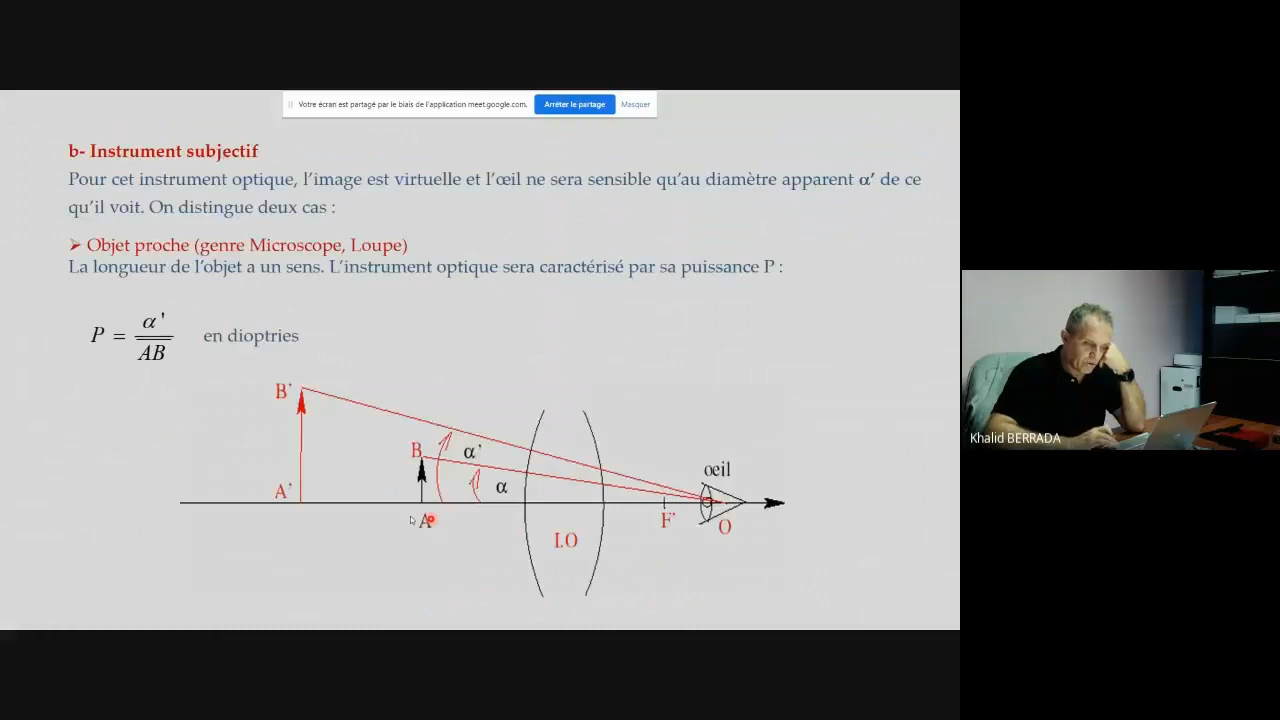 Votre écran est partagé par le biais de l'application meet.google.com. Arrêter le partage Masquer
b- Instrument subjectif
Pour cet instrument optique, l'image est virtuelle et l'œil ne sera sensible qu'au diamètre apparent α' de ce
qu'il voit. On distingue deux cas :
➢ Objet proche (genre Microscope, Loupe)
La longueur de l'objet a un sens. L'instrument optique sera caractérisé par sa puissance P :
P = α' / AB en dioptries
B'
B
α'
α
A'
A
I.O
F'
oeil
O
Khalid BERRADA